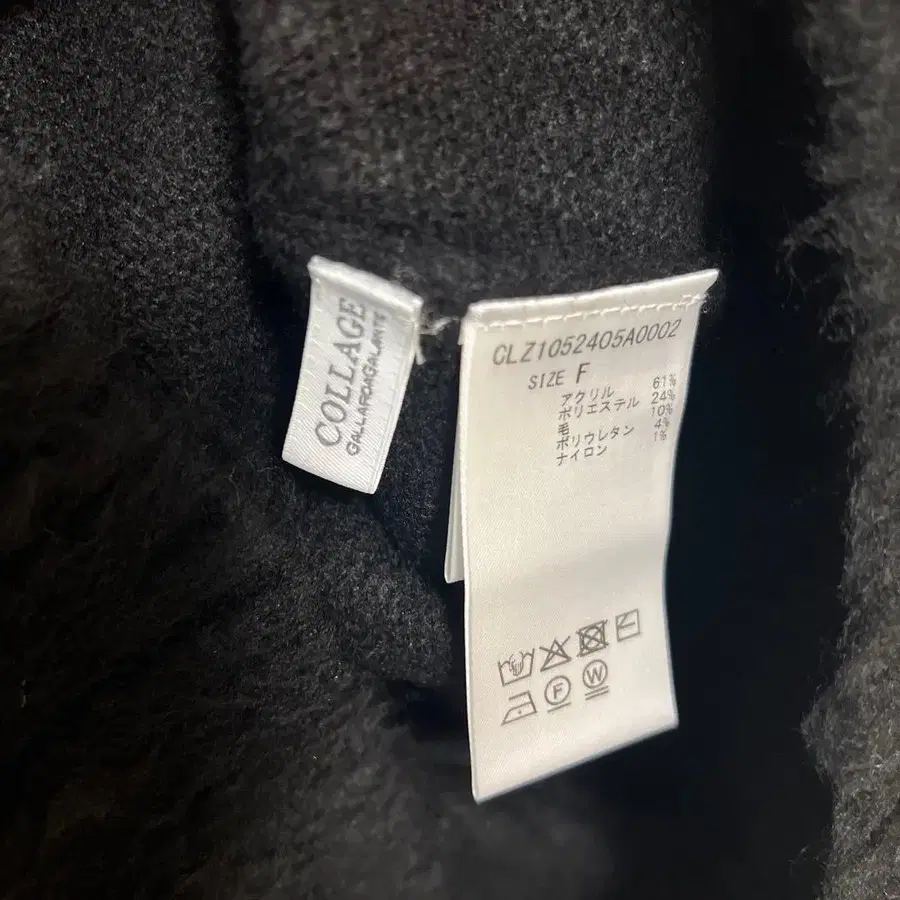 COLLAGE
GALLARDAGALANTE
CLZ1052405A0002
SIZE F
アクリル 61%
ポリエステル 24%
毛 10%
ポリウレタン 4%
ナイロン 1%
F W